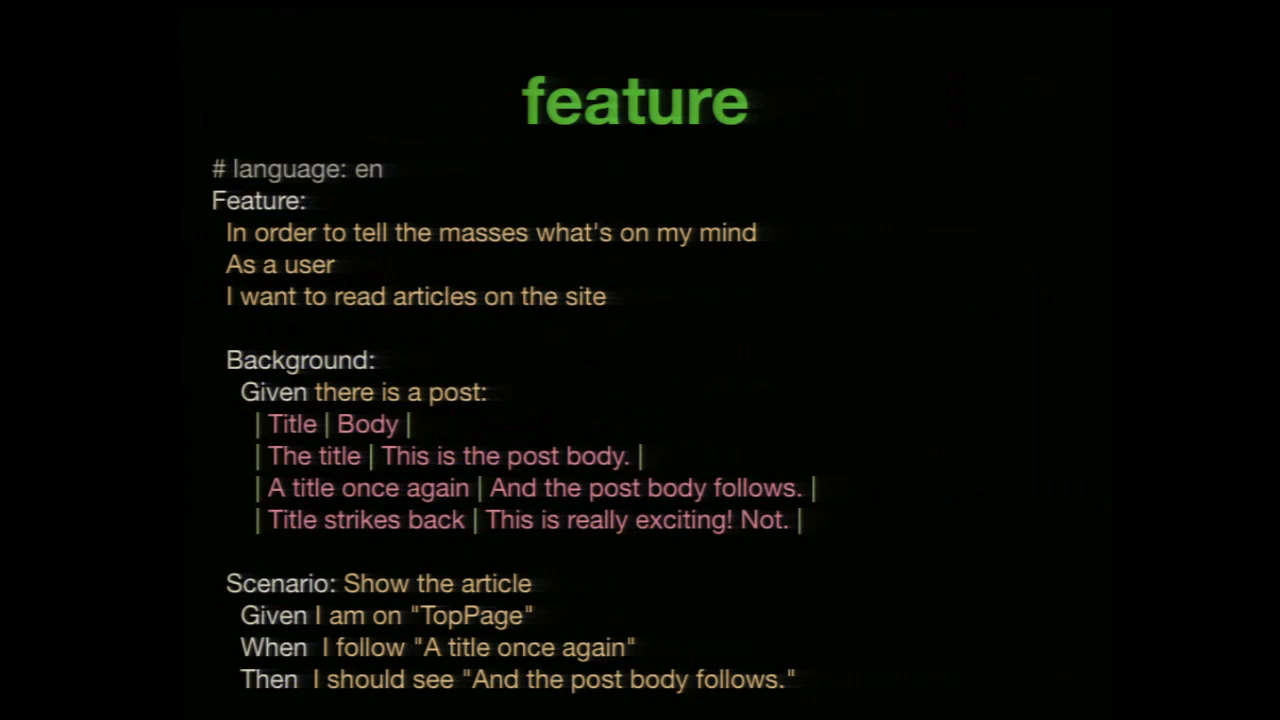 feature
# language: en
Feature:
In order to tell the masses what's on my mind
As a user
I want to read articles on the site
Background:
Given there is a post:
| Title | Body |
| The title | This is the post body. |
| A title once again | And the post body follows. |
| Title strikes back | This is really exciting! Not. |
Scenario: Show the article
Given I am on "TopPage"
When I follow "A title once again"
Then I should see "And the post body follows."